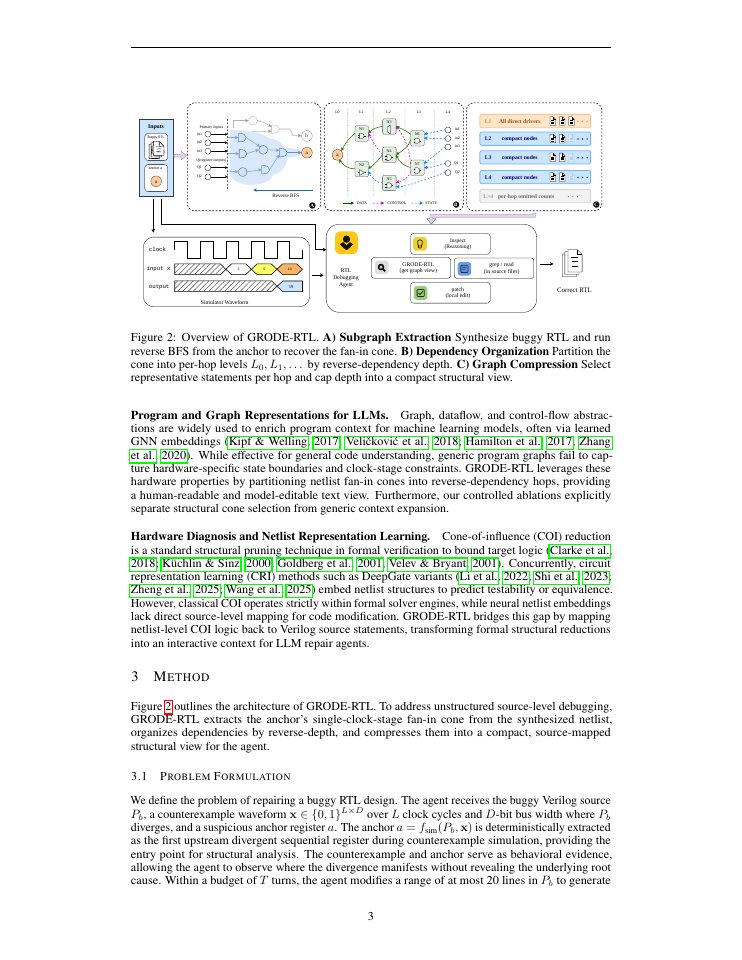 Inputs
Buggy RTL
anchor a
a
Primary Inputs
In1
In2
In3
Q(register outputs)
Q1
Q2
b
a
Reverse BFS
A
L0
L1
L2
L3
L4
a
N1
N2
N3
In1
In2
In3
Q1
Q2
DATA
CONTROL
STATE
B
L1 All direct drivers
L2 compact nodes
L3 compact nodes
L4 compact nodes
L>4 per-hop omitted counts
C
clock
input x
output
Simulator Waveform
RTL
Debugging
Agent
Inspect
(Reasoning)
GRODE-RTL
(get graph view)
grep / read
(in source files)
patch
(local edit)
Correct RTL
Figure 2: Overview of GRODE-RTL. A) Subgraph Extraction Synthesize buggy RTL and run
reverse BFS from the anchor to recover the fan-in cone. B) Dependency Organization Partition the
cone into per-hop levels L0, L1, . . . by reverse-dependency depth. C) Graph Compression Select
representative statements per hop and cap depth into a compact structural view.
Program and Graph Representations for LLMs. Graph, dataflow, and control-flow abstrac-
tions are widely used to enrich program context for machine learning models, often via learned
GNN embeddings (Kipf & Welling, 2017; Veličković et al., 2018; Hamilton et al., 2017; Zhang
et al., 2020). While effective for general code understanding, generic program graphs fail to cap-
ture hardware-specific state boundaries and clock-stage constraints. GRODE-RTL leverages these
hardware properties by partitioning netlist fan-in cones into reverse-dependency hops, providing
a human-readable and model-editable text view. Furthermore, our controlled ablations explicitly
separate structural cone selection from generic context expansion.
Hardware Diagnosis and Netlist Representation Learning. Cone-of-influence (COI) reduction
is a standard structural pruning technique in formal verification to bound target logic (Clarke et al.,
2018; Küchlin & Sinz, 2000; Goldberg et al., 2001; Velev & Bryant, 2001). Concurrently, circuit
representation learning (CRI) methods such as DeepGate variants (Li et al., 2022; Shi et al., 2023;
Zheng et al., 2025; Wang et al., 2025) embed netlist structures to predict testability or equivalence.
However, classical COI operates strictly within formal solver engines, while neural netlist embeddings
lack direct source-level mapping for code modification. GRODE-RTL bridges this gap by mapping
netlist-level COI logic back to Verilog source statements, transforming formal structural reductions
into an interactive context for LLM repair agents.
3 METHOD
Figure 2 outlines the architecture of GRODE-RTL. To address unstructured source-level debugging,
GRODE-RTL extracts the anchor's single-clock-stage fan-in cone from the synthesized netlist,
organizes dependencies by reverse-depth, and compresses them into a compact, source-mapped
structural view for the agent.
3.1 PROBLEM FORMULATION
We define the problem of repairing a buggy RTL design. The agent receives the buggy Verilog source
Pb, a counterexample waveform x ∈ {0, 1}^L×D over L clock cycles and D-bit bus width where Pb
diverges, and a suspicious anchor register a. The anchor a = fsim(Pb, x) is deterministically extracted
as the first upstream divergent sequential register during counterexample simulation, providing the
entry point for structural analysis. The counterexample and anchor serve as behavioral evidence,
allowing the agent to observe where the divergence manifests without revealing the underlying root
cause. Within a budget of T turns, the agent modifies a range of at most 20 lines in Pb to generate
3